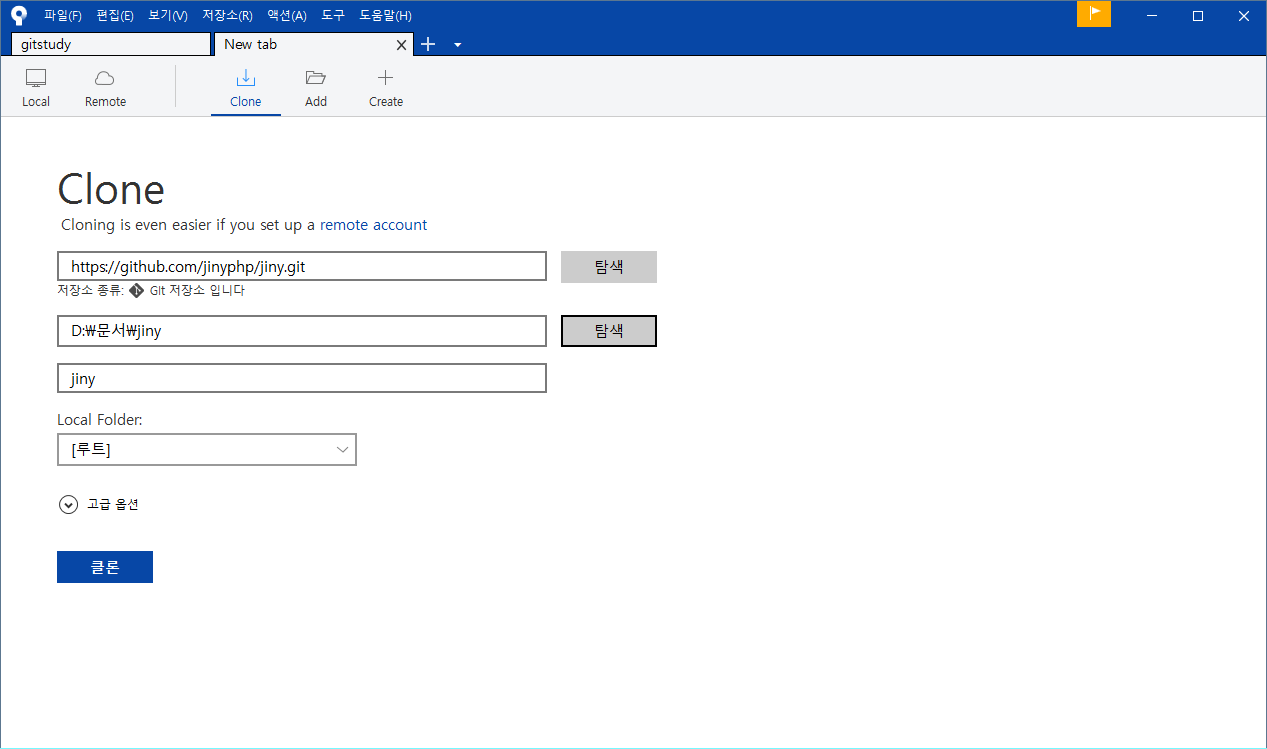 파일(F) 편집(E) 보기(V) 저장소(R) 액션(A) 도구 도움말(H)
gitstudy New tab
Local Remote Clone Add Create
Clone
Cloning is even easier if you set up a remote account
https://github.com/jinyphp/jiny.git 탐색
저장소 종류: Git 저장소 입니다
D:₩문서₩jiny 탐색
jiny
Local Folder:
[루트]
고급 옵션
클론